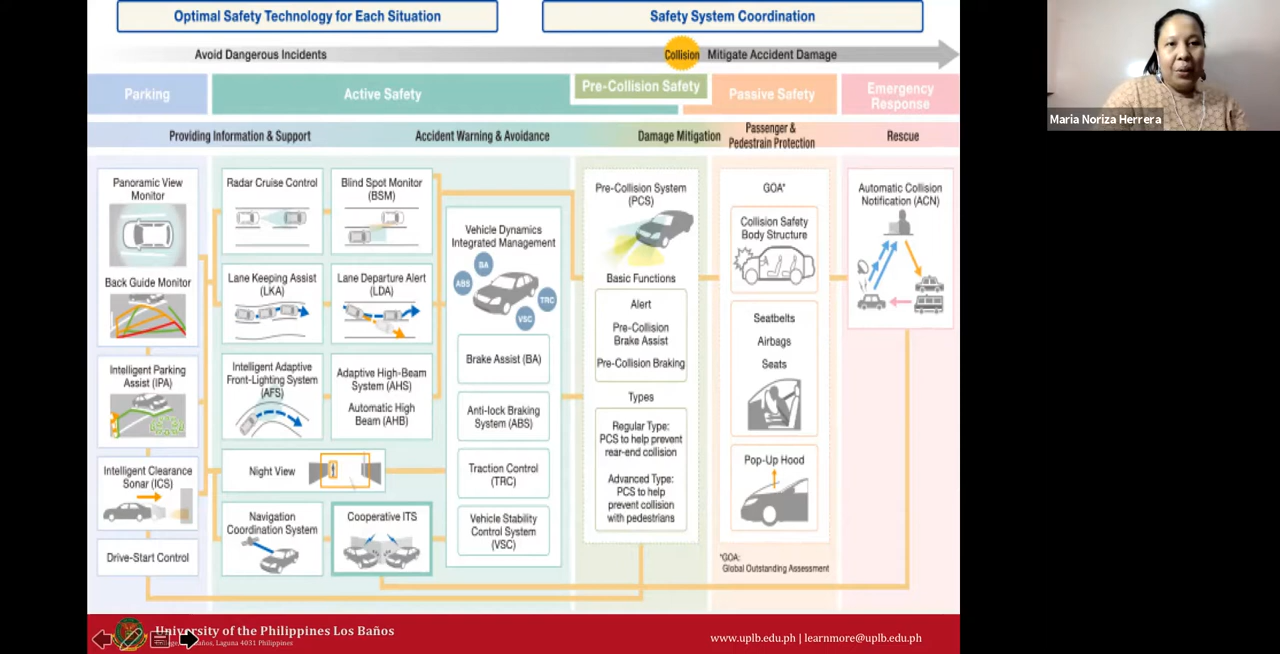 Optimal Safety Technology for Each Situation
Safety System Coordination
Avoid Dangerous Incidents
Collision
Mitigate Accident Damage
Parking
Active Safety
Pre-Collision Safety
Passive Safety
Emergency
Response
Providing Information & Support
Accident Warning & Avoidance
Damage Mitigation
Passenger &
Pedestrain Protection
Rescue
Panoramic View
Monitor
Back Guide Monitor
Intelligent Parking
Assist (IPA)
Intelligent Clearance
Sonar (ICS)
Drive-Start Control
Radar Cruise Control
Lane Keeping Assist
(LKA)
Intelligent Adaptive
Front-Lighting System
(AFS)
Night View
Navigation
Coordination System
Blind Spot Monitor
(BSM)
Lane Departure Alert
(LDA)
Adaptive High-Beam
System (AHS)
Automatic High
Beam (AHB)
Cooperative ITS
Vehicle Dynamics
Integrated Management
BA
ABS
TRC
VSC
Brake Assist (BA)
Anti-lock Braking
System (ABS)
Traction Control
(TRC)
Vehicle Stability
Control System
(VSC)
Pre-Collision System
(PCS)
Basic Functions
Alert
Pre-Collision
Brake Assist
Pre-Collision Braking
Types
Regular Type:
PCS to help prevent
rear-end collision
Advanced Type:
PCS to help
prevent collision
with pedestrians
GOA*
Collision Safety
Body Structure
Seatbelts
Airbags
Seats
Pop-Up Hood
*GOA:
Global Outstanding Assessment
Automatic Collision
Notification (ACN)
University of the Philippines Los Baños
Laguna 4031 Philippines
www.uplb.edu.ph | learnmore@uplb.edu.ph
Maria Noriza Herrera